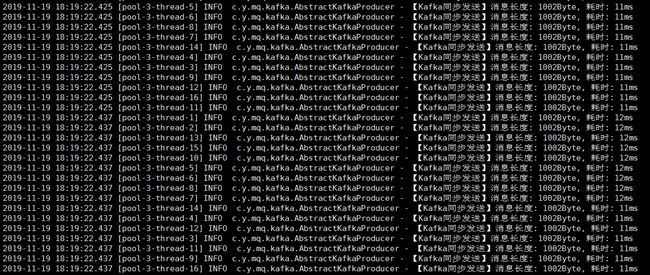 2019-11-19 18:19:22.425 [pool-3-thread-5] INFO  c.y.mq.kafka.AbstractKafkaProducer - 【Kafka同步发送】消息长度: 1002Byte, 耗时: 11ms
2019-11-19 18:19:22.425 [pool-3-thread-6] INFO  c.y.mq.kafka.AbstractKafkaProducer - 【Kafka同步发送】消息长度: 1002Byte, 耗时: 11ms
2019-11-19 18:19:22.425 [pool-3-thread-8] INFO  c.y.mq.kafka.AbstractKafkaProducer - 【Kafka同步发送】消息长度: 1002Byte, 耗时: 11ms
2019-11-19 18:19:22.425 [pool-3-thread-7] INFO  c.y.mq.kafka.AbstractKafkaProducer - 【Kafka同步发送】消息长度: 1002Byte, 耗时: 11ms
2019-11-19 18:19:22.425 [pool-3-thread-14] INFO  c.y.mq.kafka.AbstractKafkaProducer - 【Kafka同步发送】消息长度: 1002Byte, 耗时: 11ms
2019-11-19 18:19:22.425 [pool-3-thread-4] INFO  c.y.mq.kafka.AbstractKafkaProducer - 【Kafka同步发送】消息长度: 1002Byte, 耗时: 11ms
2019-11-19 18:19:22.425 [pool-3-thread-3] INFO  c.y.mq.kafka.AbstractKafkaProducer - 【Kafka同步发送】消息长度: 1002Byte, 耗时: 11ms
2019-11-19 18:19:22.425 [pool-3-thread-9] INFO  c.y.mq.kafka.AbstractKafkaProducer - 【Kafka同步发送】消息长度: 1002Byte, 耗时: 11ms
2019-11-19 18:19:22.425 [pool-3-thread-12] INFO  c.y.mq.kafka.AbstractKafkaProducer - 【Kafka同步发送】消息长度: 1002Byte, 耗时: 11ms
2019-11-19 18:19:22.425 [pool-3-thread-16] INFO  c.y.mq.kafka.AbstractKafkaProducer - 【Kafka同步发送】消息长度: 1002Byte, 耗时: 11ms
2019-11-19 18:19:22.425 [pool-3-thread-11] INFO  c.y.mq.kafka.AbstractKafkaProducer - 【Kafka同步发送】消息长度: 1002Byte, 耗时: 11ms
2019-11-19 18:19:22.437 [pool-3-thread-1] INFO  c.y.mq.kafka.AbstractKafkaProducer - 【Kafka同步发送】消息长度: 1002Byte, 耗时: 12ms
2019-11-19 18:19:22.437 [pool-3-thread-2] INFO  c.y.mq.kafka.AbstractKafkaProducer - 【Kafka同步发送】消息长度: 1002Byte, 耗时: 12ms
2019-11-19 18:19:22.437 [pool-3-thread-13] INFO  c.y.mq.kafka.AbstractKafkaProducer - 【Kafka同步发送】消息长度: 1002Byte, 耗时: 12ms
2019-11-19 18:19:22.437 [pool-3-thread-15] INFO  c.y.mq.kafka.AbstractKafkaProducer - 【Kafka同步发送】消息长度: 1002Byte, 耗时: 12ms
2019-11-19 18:19:22.437 [pool-3-thread-10] INFO  c.y.mq.kafka.AbstractKafkaProducer - 【Kafka同步发送】消息长度: 1002Byte, 耗时: 12ms
2019-11-19 18:19:22.437 [pool-3-thread-5] INFO  c.y.mq.kafka.AbstractKafkaProducer - 【Kafka同步发送】消息长度: 1002Byte, 耗时: 12ms
2019-11-19 18:19:22.437 [pool-3-thread-6] INFO  c.y.mq.kafka.AbstractKafkaProducer - 【Kafka同步发送】消息长度: 1002Byte, 耗时: 12ms
2019-11-19 18:19:22.437 [pool-3-thread-8] INFO  c.y.mq.kafka.AbstractKafkaProducer - 【Kafka同步发送】消息长度: 1002Byte, 耗时: 11ms
2019-11-19 18:19:22.437 [pool-3-thread-7] INFO  c.y.mq.kafka.AbstractKafkaProducer - 【Kafka同步发送】消息长度: 1002Byte, 耗时: 12ms
2019-11-19 18:19:22.437 [pool-3-thread-14] INFO  c.y.mq.kafka.AbstractKafkaProducer - 【Kafka同步发送】消息长度: 1002Byte, 耗时: 11ms
2019-11-19 18:19:22.437 [pool-3-thread-4] INFO  c.y.mq.kafka.AbstractKafkaProducer - 【Kafka同步发送】消息长度: 1002Byte, 耗时: 11ms
2019-11-19 18:19:22.437 [pool-3-thread-12] INFO  c.y.mq.kafka.AbstractKafkaProducer - 【Kafka同步发送】消息长度: 1002Byte, 耗时: 11ms
2019-11-19 18:19:22.437 [pool-3-thread-3] INFO  c.y.mq.kafka.AbstractKafkaProducer - 【Kafka同步发送】消息长度: 1002Byte, 耗时: 11ms
2019-11-19 18:19:22.437 [pool-3-thread-11] INFO  c.y.mq.kafka.AbstractKafkaProducer - 【Kafka同步发送】消息长度: 1002Byte, 耗时: 11ms
2019-11-19 18:19:22.437 [pool-3-thread-9] INFO  c.y.mq.kafka.AbstractKafkaProducer - 【Kafka同步发送】消息长度: 1002Byte, 耗时: 11ms
2019-11-19 18:19:22.437 [pool-3-thread-16] INFO  c.y.mq.kafka.AbstractKafkaProducer - 【Kafka同步发送】消息长度: 1002Byte, 耗时: 11ms